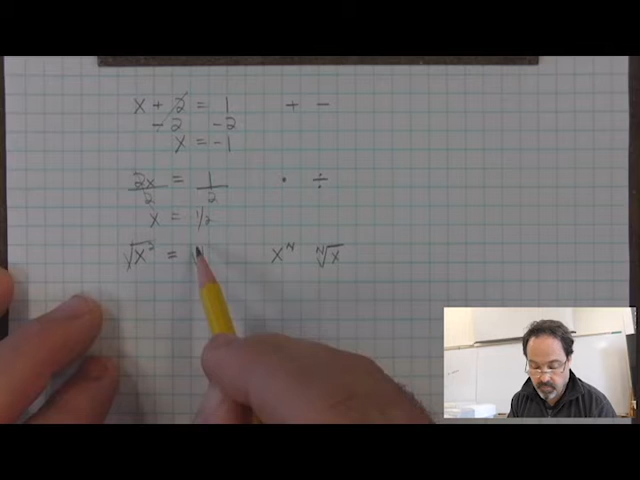 x + 2 = 1 + −
− 2 − 2
x = −1
2x = 1 · ÷
2 2
x = 1/2
√x² = xᴺ ᴺ√x